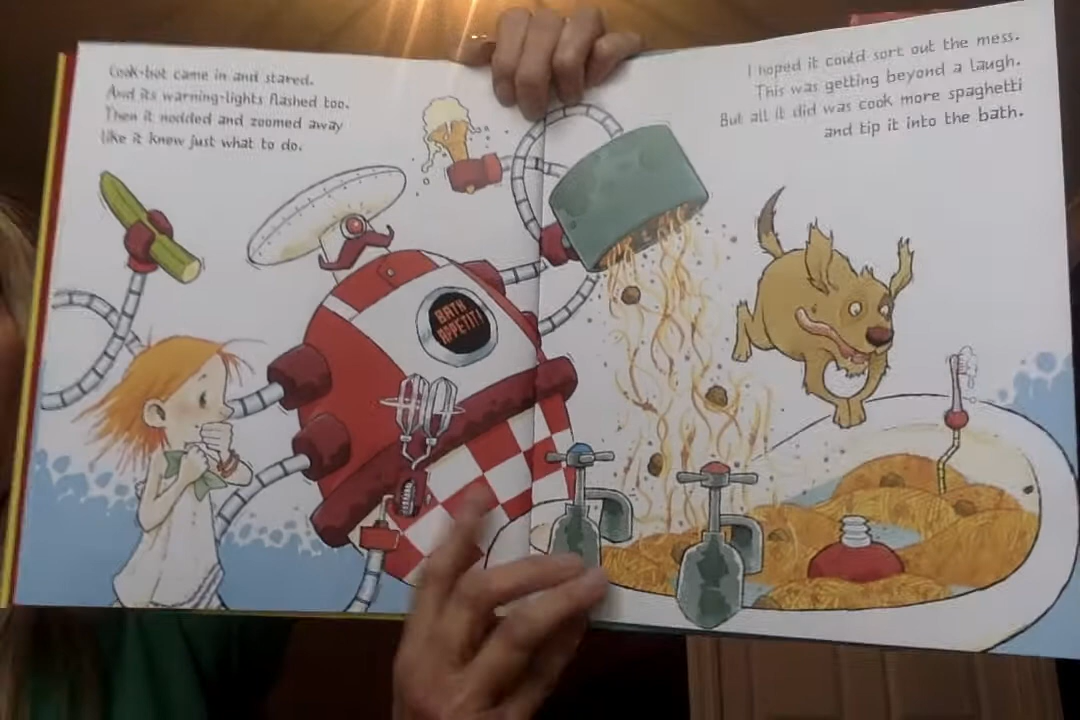 Cook-bot came in and stared.
And its warning-lights flashed too.
Then it nodded and zoomed away
like it knew just what to do.
BATH
APPETIT!
I hoped it could sort out the mess.
This was getting beyond a laugh.
But all it did was cook more spaghetti
and tip it into the bath.